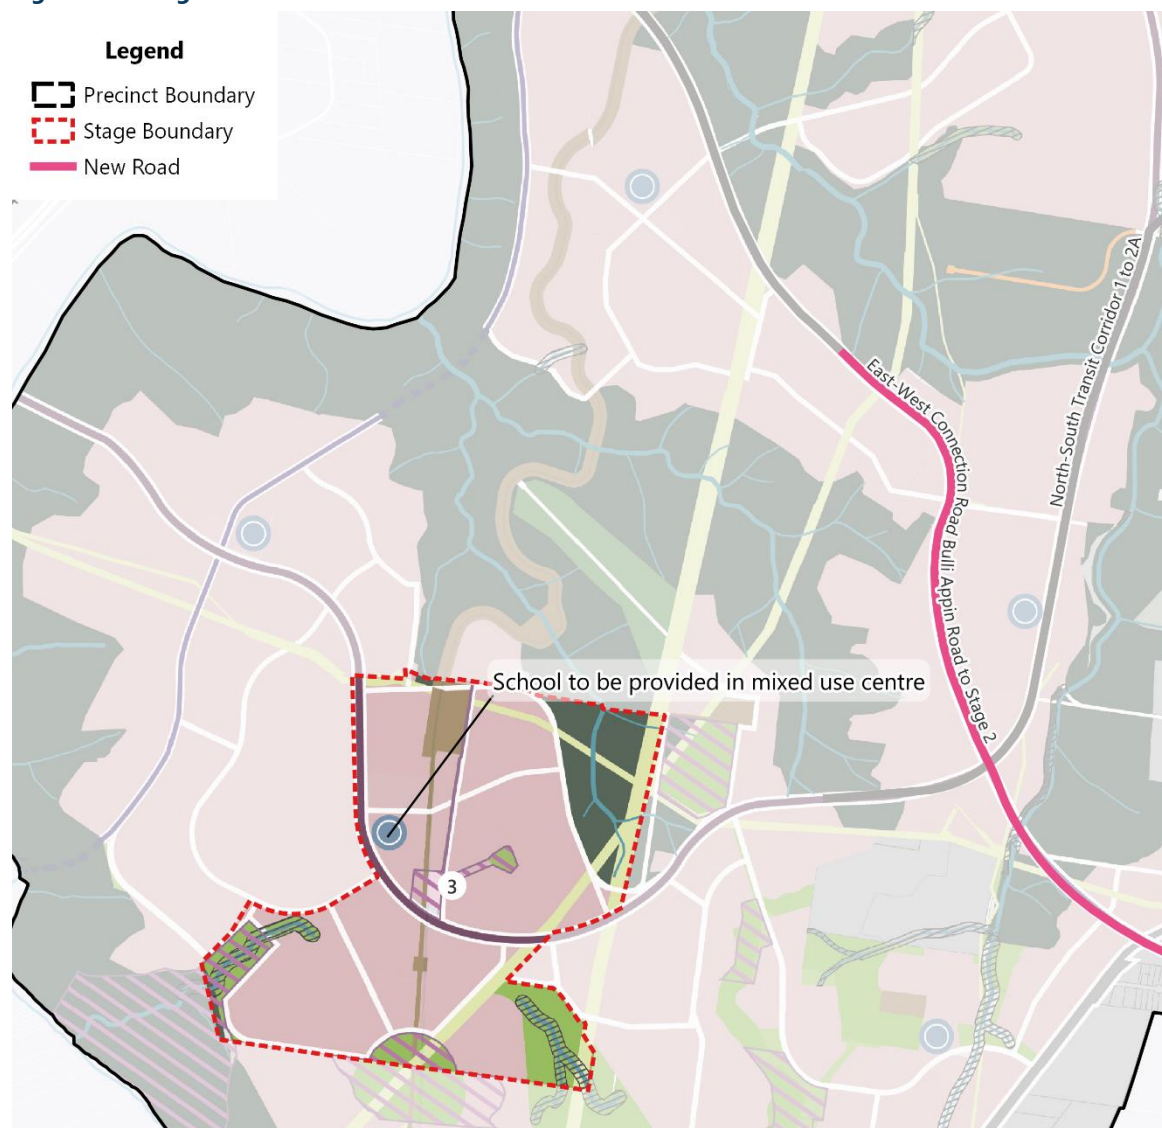 Legend
Precinct Boundary
Stage Boundary
New Road
North-South Transit Corridor 1 to 2A
East-West Connection Road/ Bulli Appin Road to Stage 2
School to be provided in mixed use centre
3